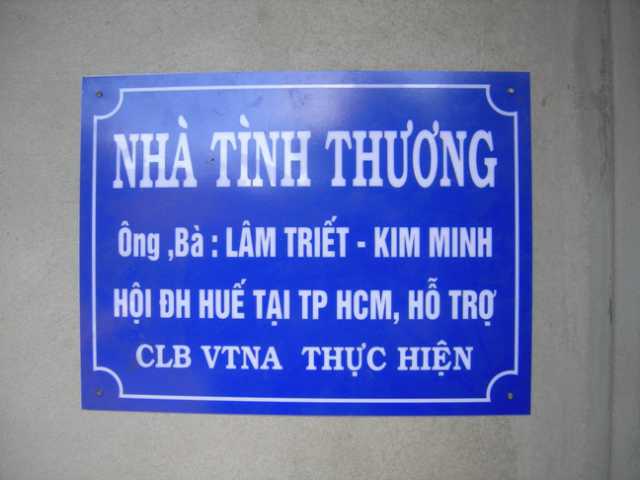 NHÀ TÌNH THƯƠNG
Ông ,Bà : LÂM TRIẾT - KIM MINH
HỘI ĐH HUẾ TẠI TP HCM, HỖ TRỢ
CLB VTNA THỰC HIỆN